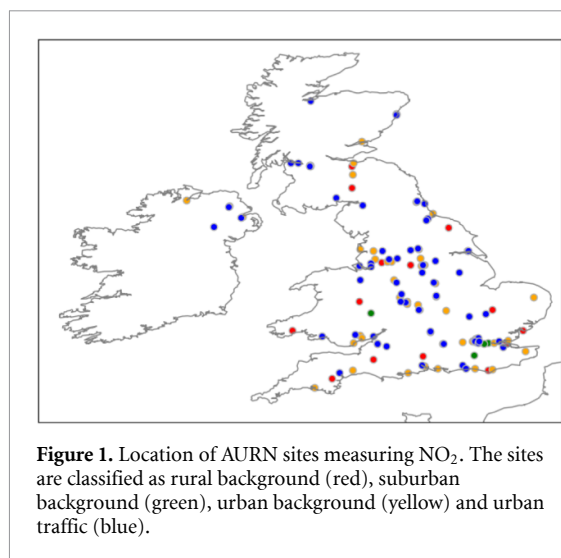 Figure 1. Location of AURN sites measuring NO₂. The sites
are classified as rural background (red), suburban
background (green), urban background (yellow) and urban
traffic (blue).